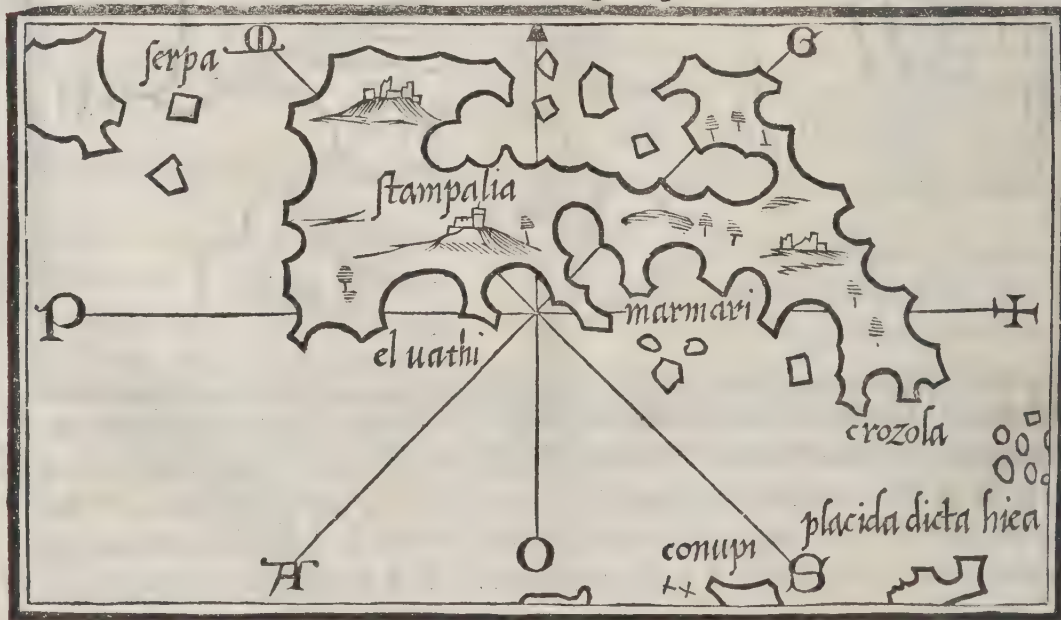 serpa
M
G
stampalia
P
marmari
el uathi
crozola
placida dicta hiea
conupi
A
O
S